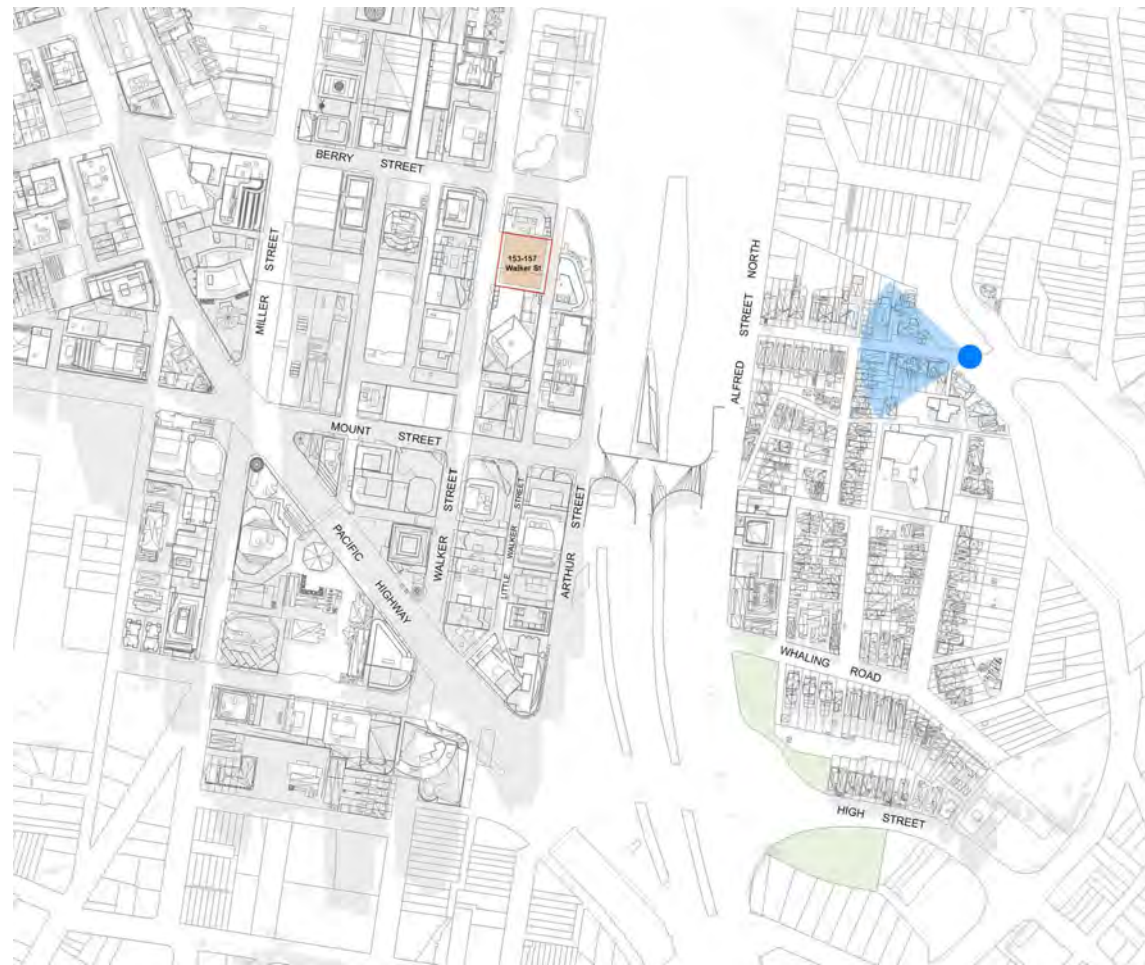 BERRY STREET
153-157
Walker St
MILLER STREET
ALFRED STREET NORTH
MOUNT STREET
PACIFIC HIGHWAY
WALKER STREET
LITTLE WALKER STREET
ARTHUR STREET
WHALING ROAD
HIGH STREET